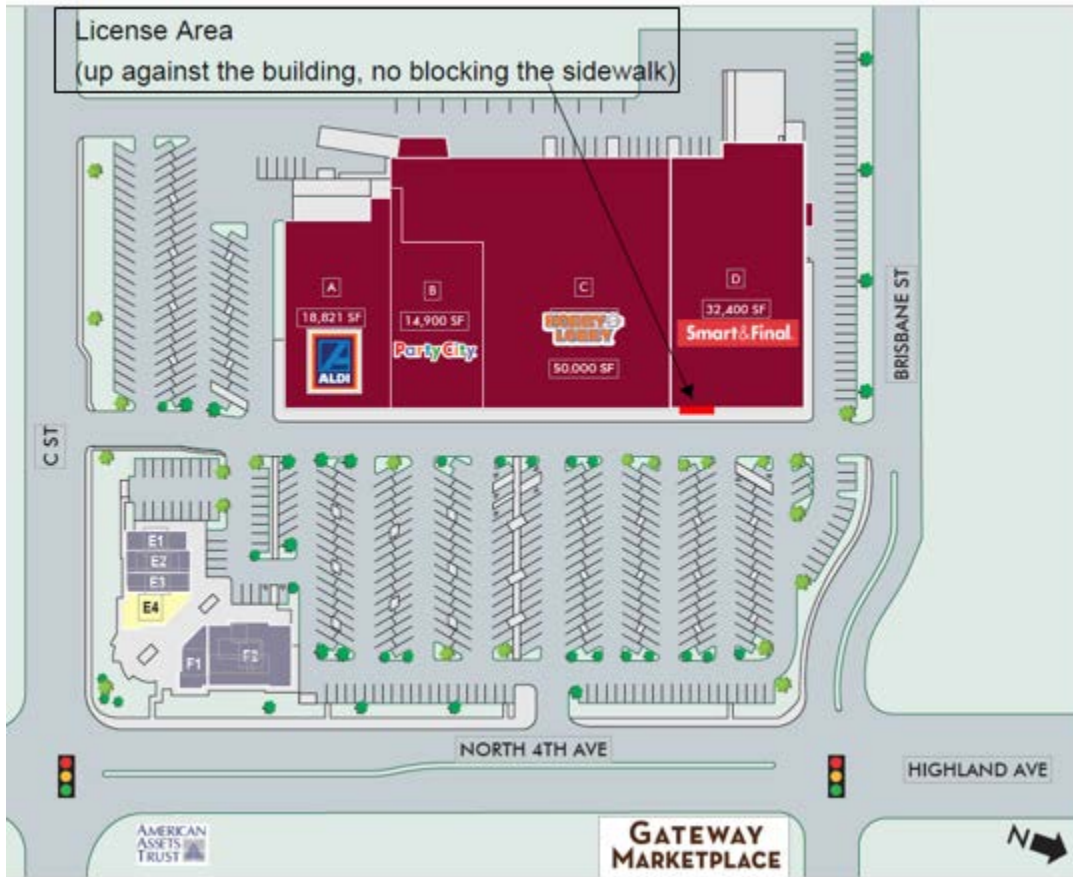 License Area
(up against the building, no blocking the sidewalk)
A
18,821 SF
ALDI
B
14,900 SF
PartyCity
C
HOBBY LOBBY
50,000 SF
D
32,400 SF
Smart&Final
BRISBANE ST
C ST
E1
E2
E3
E4
F1
F2
NORTH 4TH AVE
HIGHLAND AVE
AMERICAN
ASSETS
TRUST
GATEWAY
MARKETPLACE
N